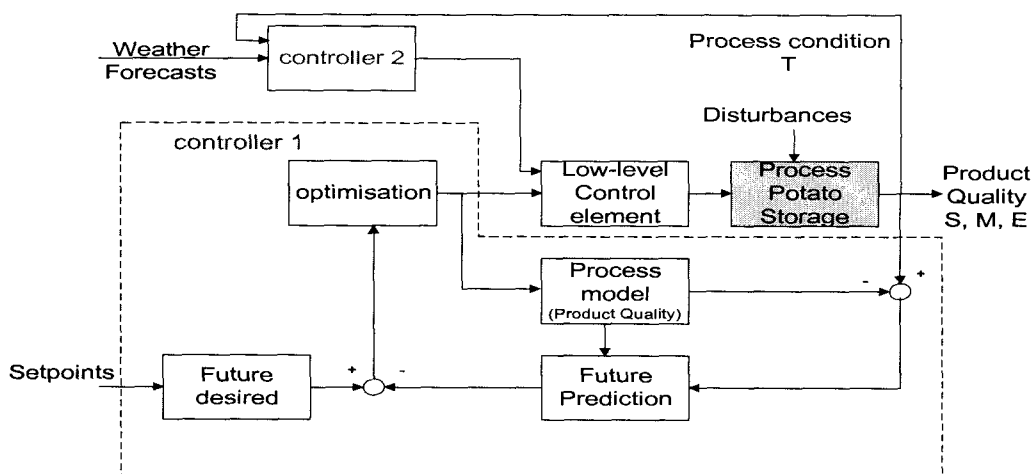 Weather
Forecasts
controller 2
Process condition
T
Disturbances
controller 1
optimisation
Low-level
Control
element
Process
Potato
Storage
Product
Quality
S, M, E
Process
model
(Product Quality)
-
+
Setpoints
Future
desired
+
-
Future
Prediction